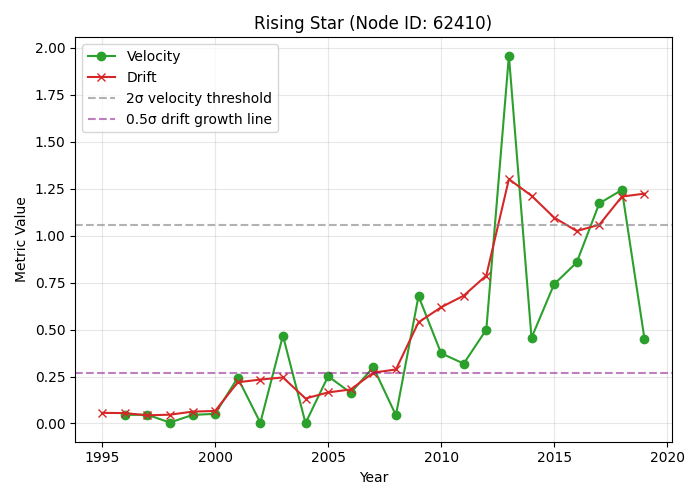 Rising Star (Node ID: 62410)
Velocity
Drift
2σ velocity threshold
0.5σ drift growth line
Metric Value
2.00
1.75
1.50
1.25
1.00
0.75
0.50
0.25
0.00
1995 2000 2005 2010 2015 2020
Year